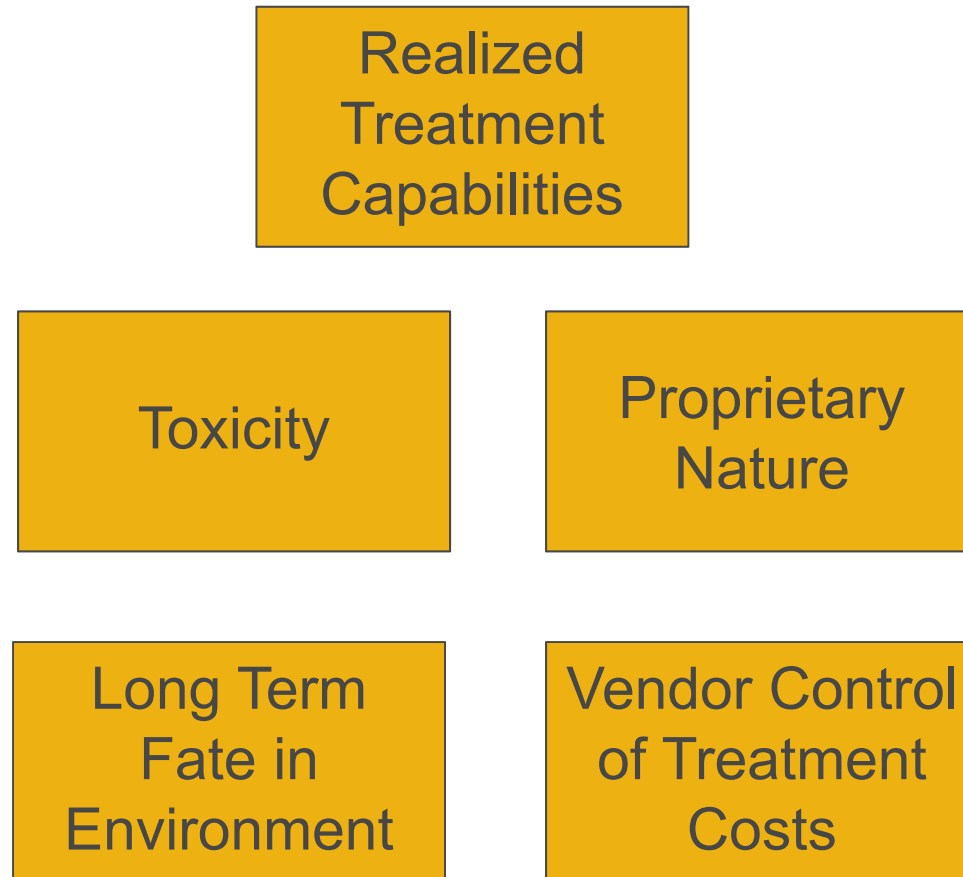 Realized
Treatment
Capabilities
Toxicity
Proprietary
Nature
Long Term
Fate in
Environment
Vendor Control
of Treatment
Costs